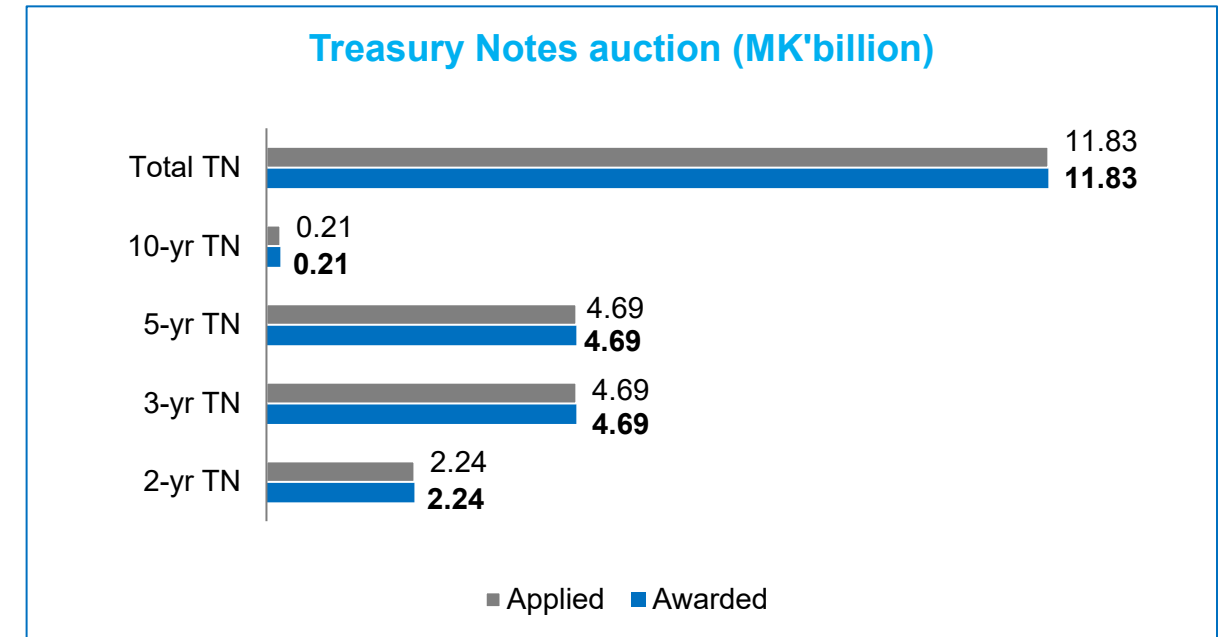 Treasury Notes auction (MK'billion)
Total TN
11.83
11.83
10-yr TN
0.21
0.21
5-yr TN
4.69
4.69
3-yr TN
4.69
4.69
2-yr TN
2.24
2.24
Applied Awarded